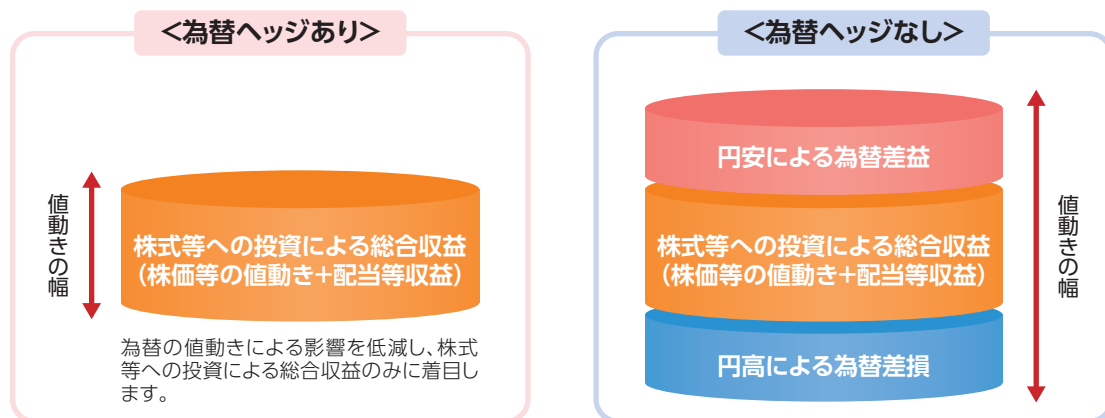 <為替ヘッジあり>
値動きの幅
株式等への投資による総合収益
（株価等の値動き+配当等収益）
為替の値動きによる影響を低減し、株式
等への投資による総合収益のみに着目し
ます。
<為替ヘッジなし>
円安による為替差益
株式等への投資による総合収益
（株価等の値動き+配当等収益）
円高による為替差損
値動きの幅